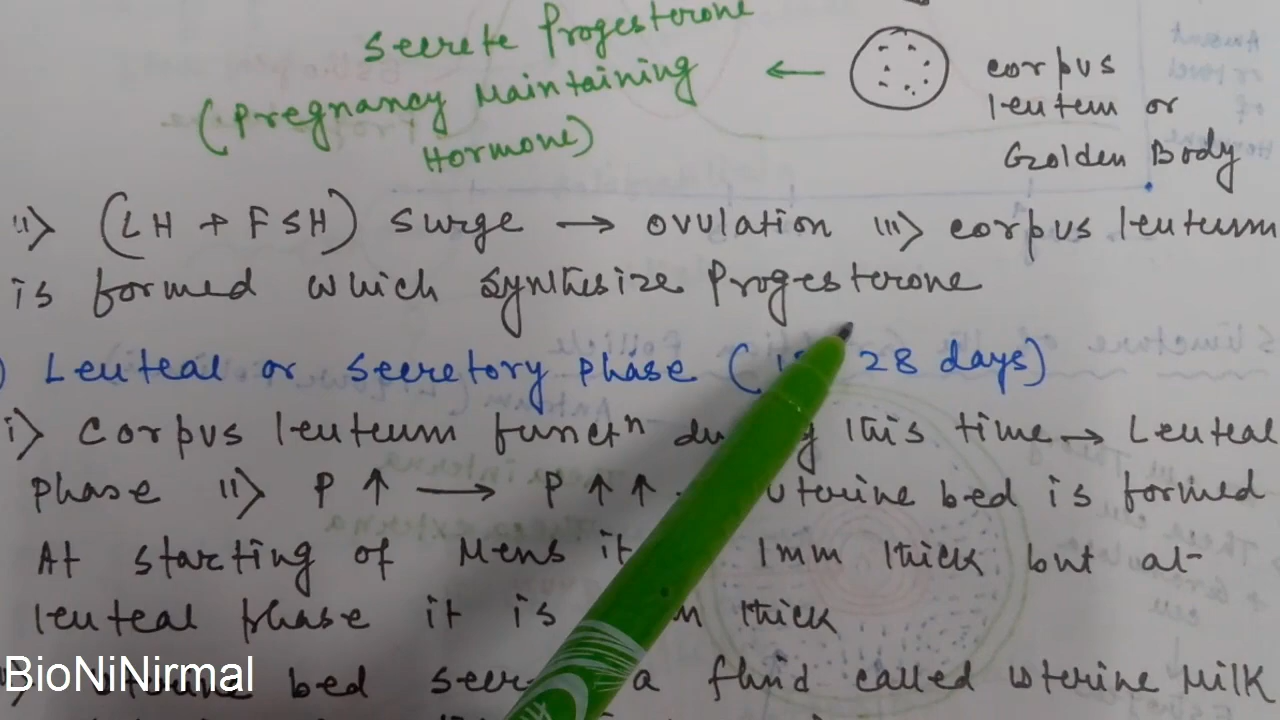 Secrete Progesterone
(Pregnancy Maintaining
Hormone)
←
corpus
leutem or
Golden Body
ii> (LH + FSH) surge → ovulation iii> corpus leuteum
is formed which synthesize Progesterone
Leuteal or secretory phase ( 28 days)
i> corpus leuteum functn this time → Leuteal
phase ii> P ↑ → P ↑ ↑ uterine bed is formed
At starting of Mens it 1mm thick but at
leuteal phase it is thick
bed a fluid called uterine Milk
BioNiNirmal